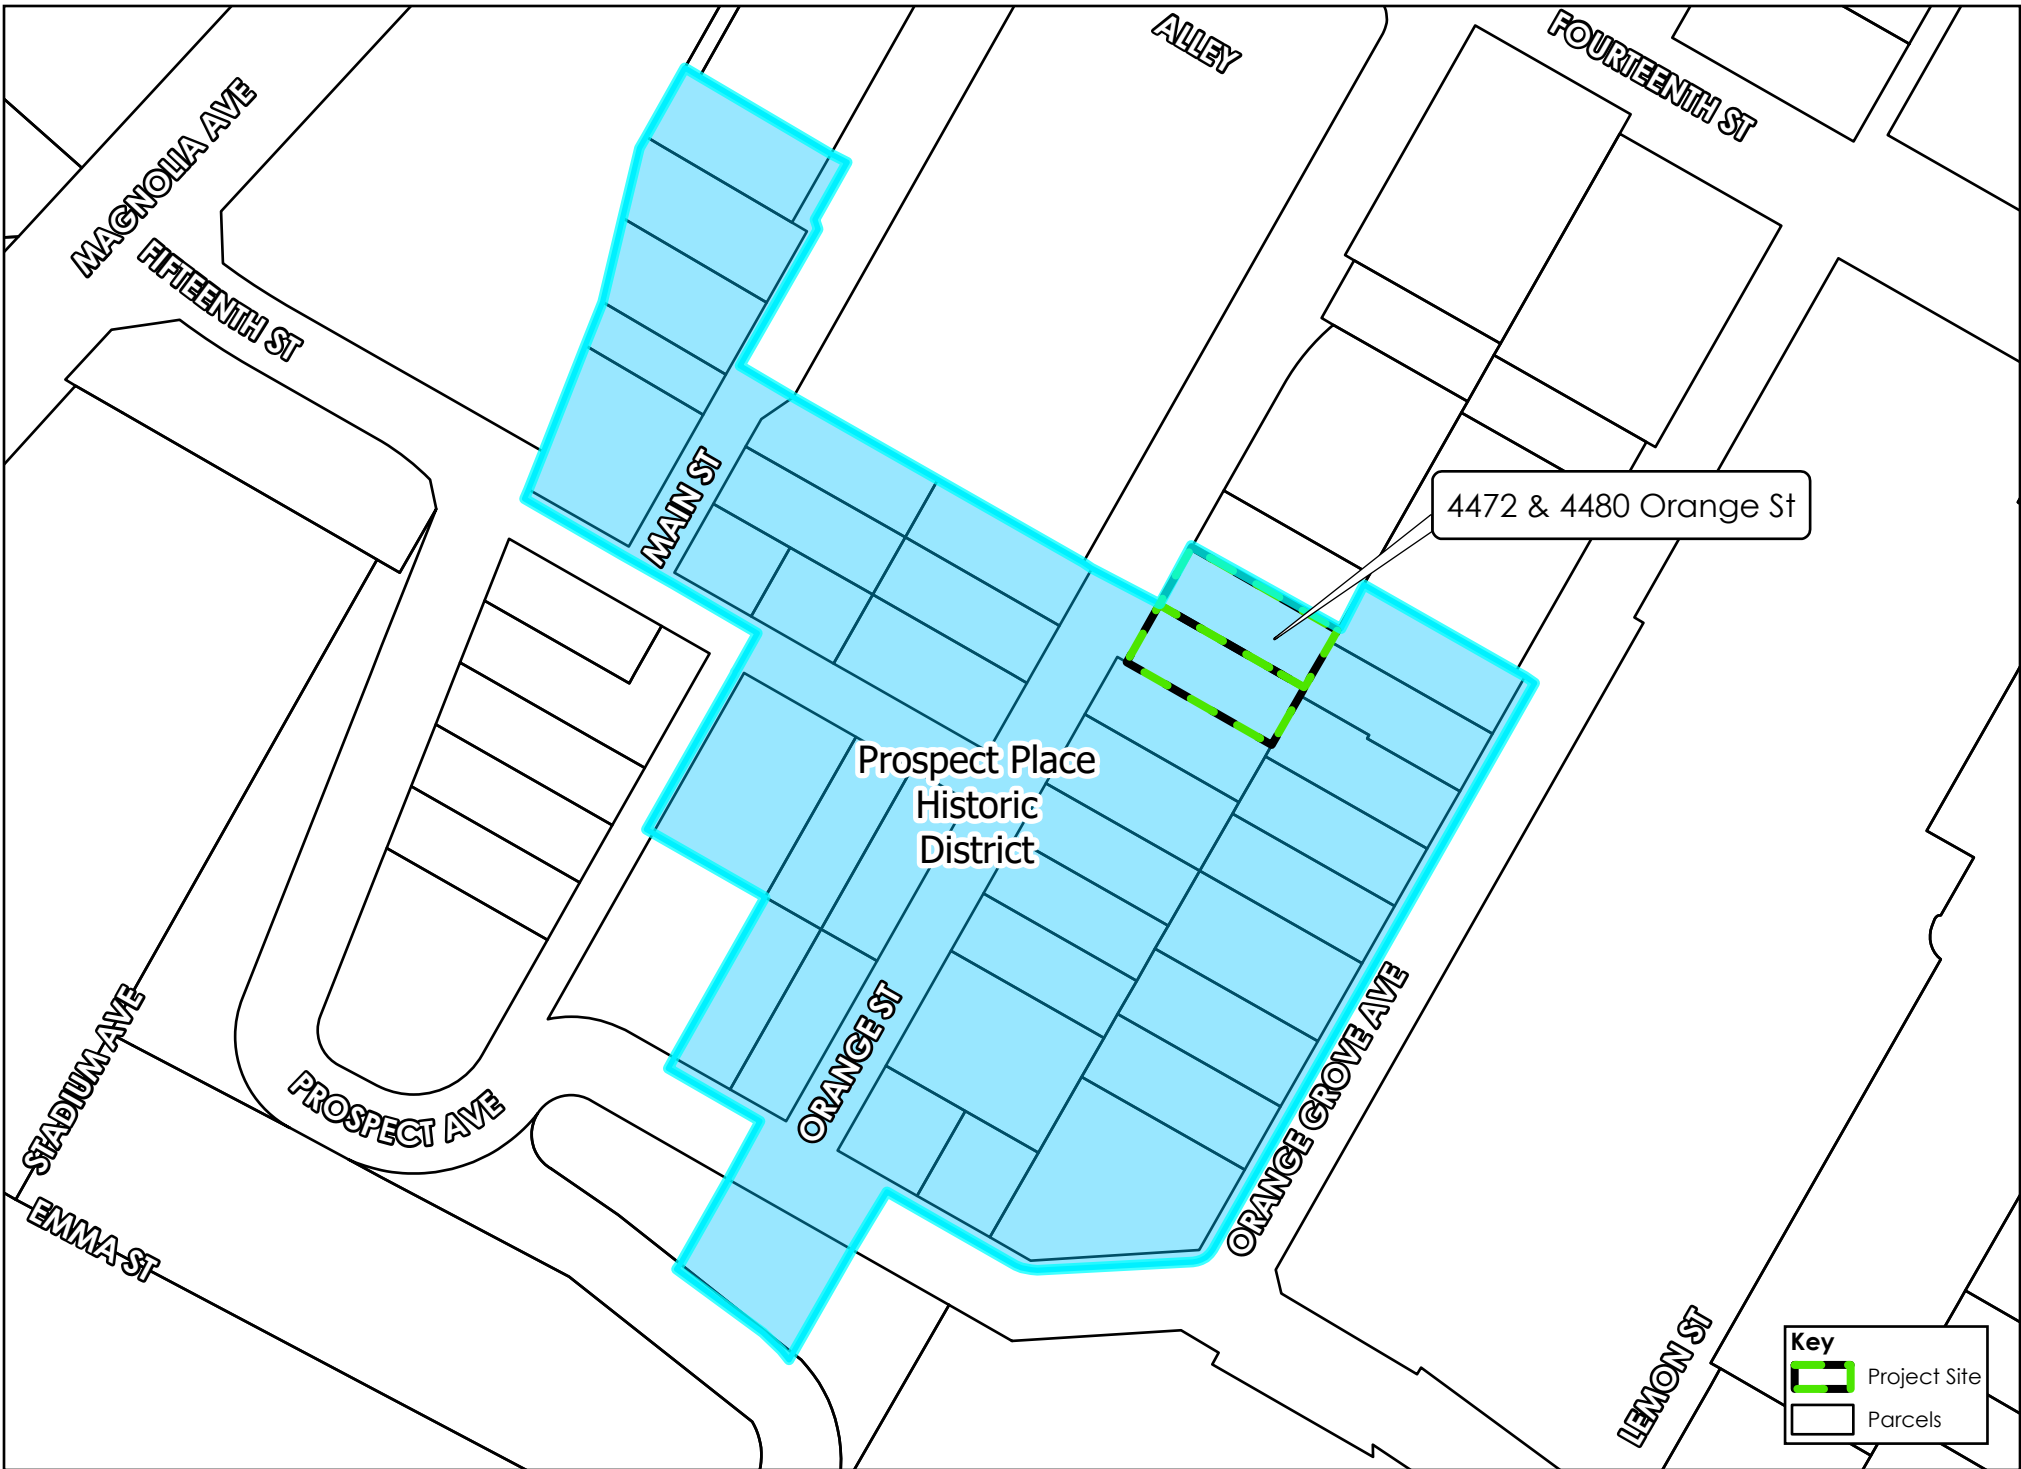 ALLEY
FOURTEENTH ST
MAGNOLIA AVE
FIFTEENTH ST
MAIN ST
4472 & 4480 Orange St
Prospect Place
Historic
District
ORANGE ST
ORANGE GROVE AVE
STADIUM AVE
PROSPECT AVE
EMMA ST
LEMON ST
Key
Project Site
Parcels